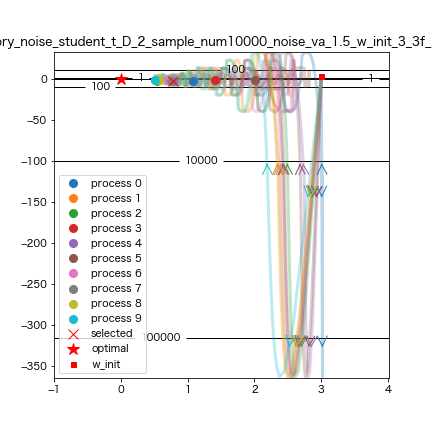 ory_noise_student_t_D_2_sample_num10000_noise_va_1.5_w_init_3_3f_
0
−50
−100
−150
−200
−250
−300
−350
−1
0
1
2
3
4
1
100
1
100
10000
100000
process 0
process 1
process 2
process 3
process 4
process 5
process 6
process 7
process 8
process 9
selected
optimal
w_init